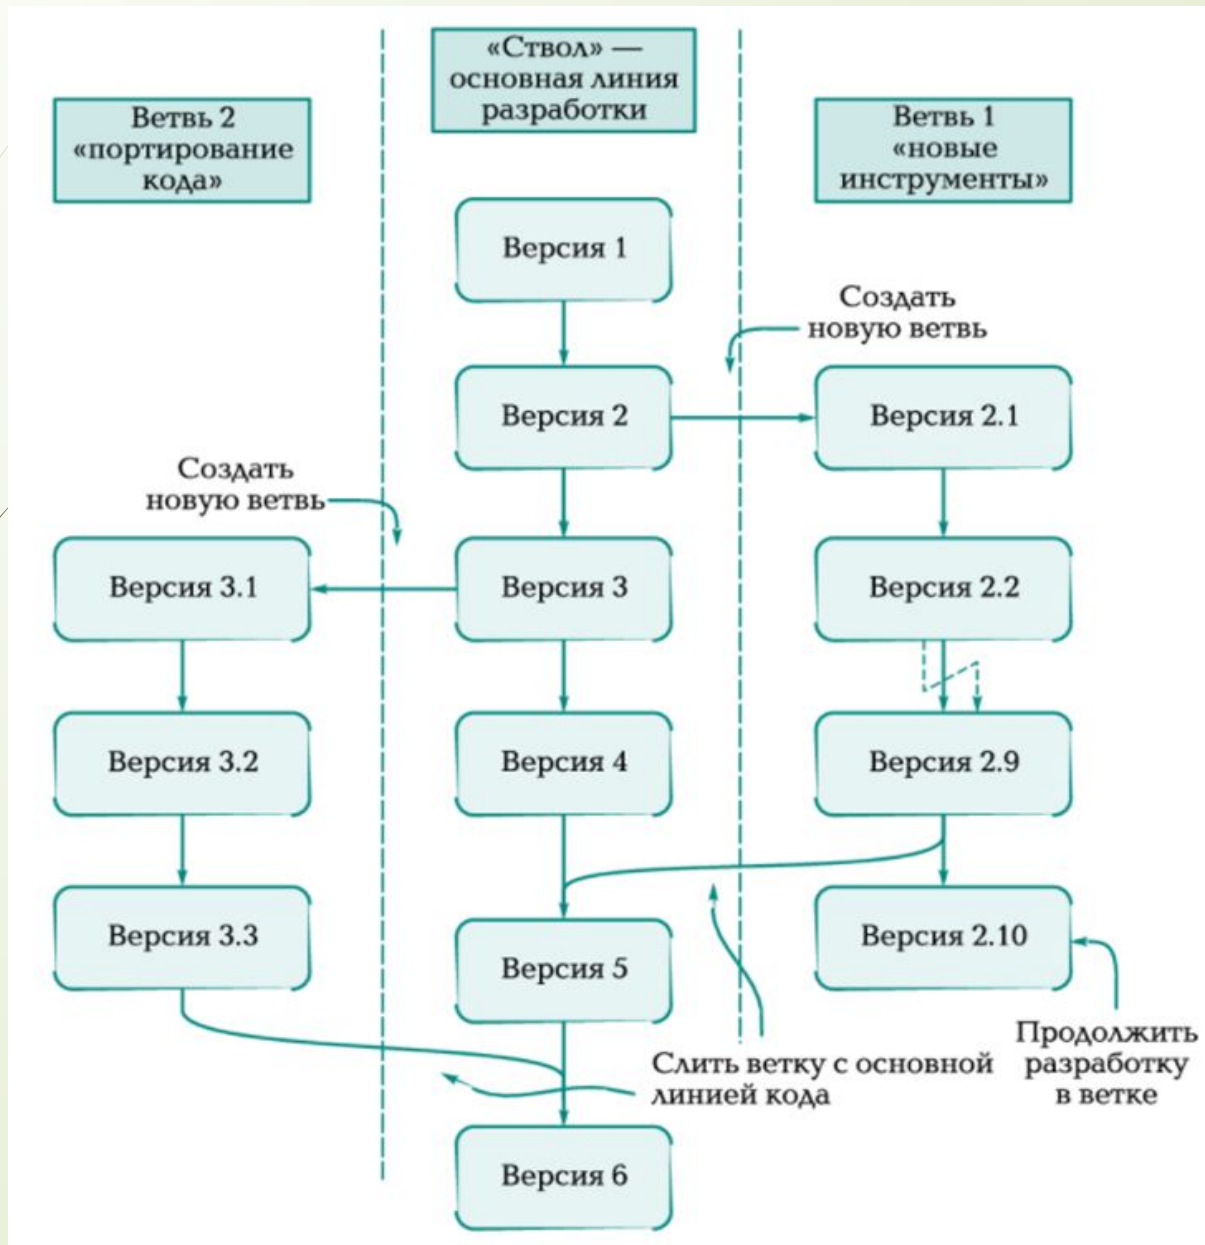 «Ствол» —
основная линия
разработки
Ветвь 2
«портирование
кода»
Ветвь 1
«новые
инструменты»
Версия 1
Создать
новую ветвь
Версия 2
Версия 2.1
Создать
новую ветвь
Версия 3.1
Версия 3
Версия 2.2
Версия 3.2
Версия 4
Версия 2.9
Версия 3.3
Версия 5
Версия 2.10
Слить ветку с основной
линией кода
Продолжить
разработку
в ветке
Версия 6